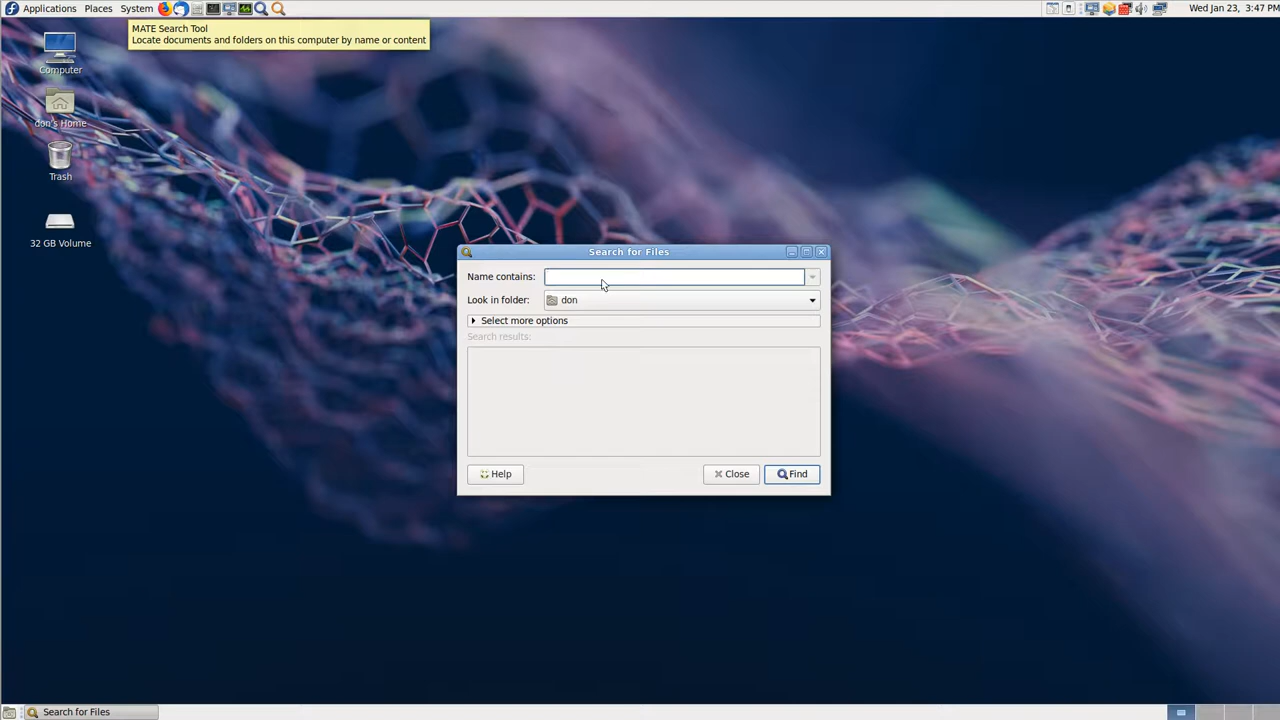 Applications Places System
Wed Jan 23, 3:47 PM
MATE Search Tool
Locate documents and folders on this computer by name or content
Computer
don's Home
Trash
32 GB Volume
Search for Files
Name contains:
Look in folder: don
Select more options
Search results:
Help Close Find
Search for Files